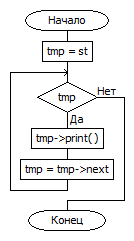 Начало
tmp = st
tmp
Нет
Да
tmp->print( )
tmp = tmp->next
Конец